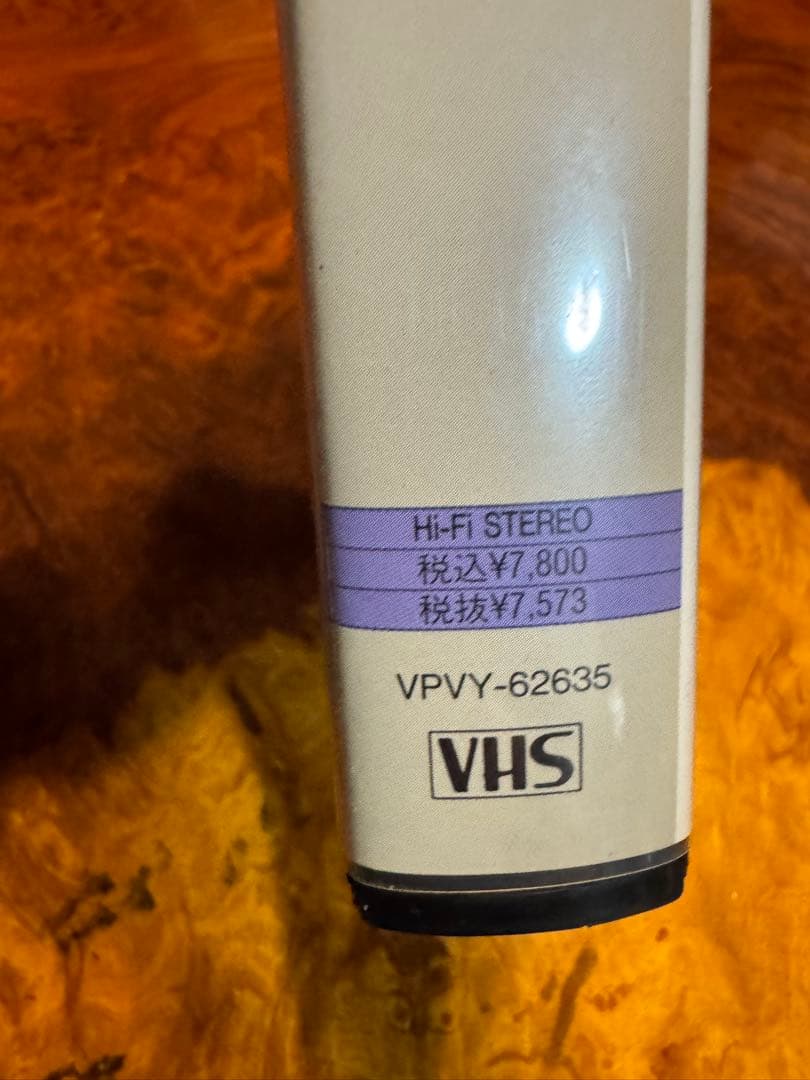 Hi-Fi STEREO
税込¥7,800
税抜¥7,573
VPVY-62635
VHS